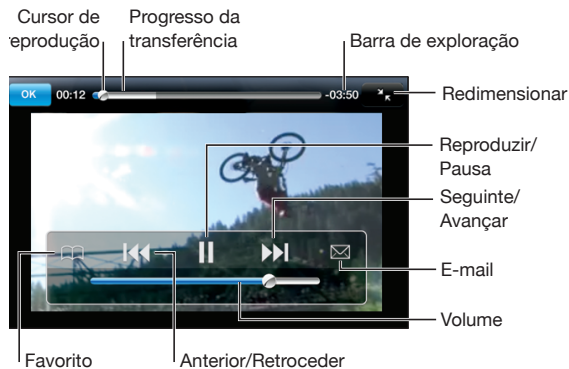 Cursor de
reprodução
Progresso da
transferência
Barra de exploração
OK
00:12
-03:50
Redimensionar
Reproduzir/
Pausa
Seguinte/
Avançar
E-mail
Volume
Favorito
Anterior/Retroceder